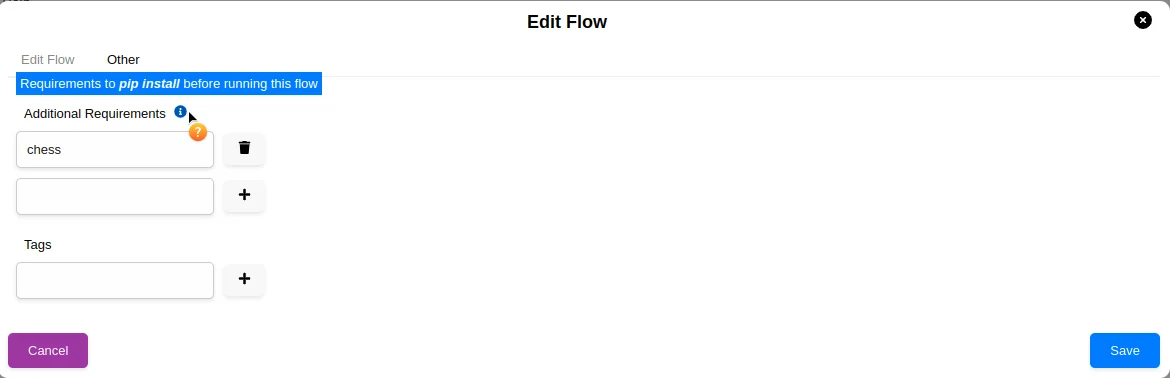 Edit Flow
Edit Flow Other
Requirements to pip install before running this flow
Additional Requirements
chess
Tags
Cancel Save